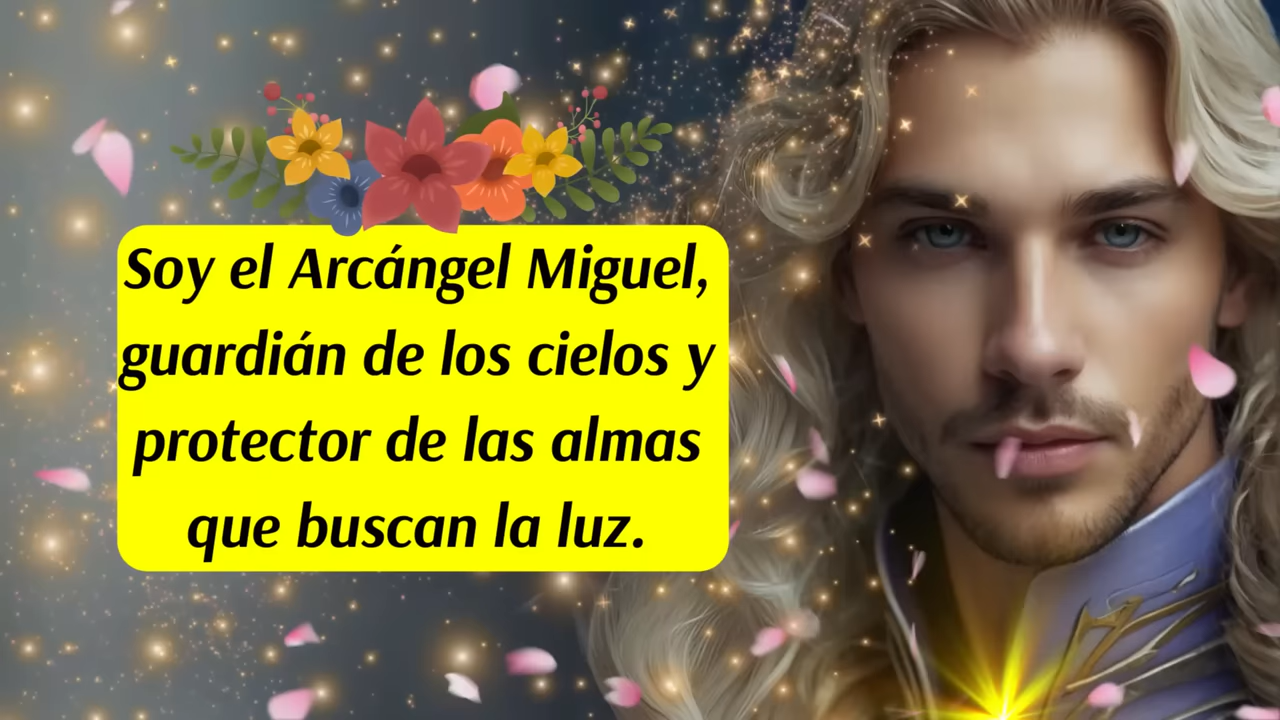 Soy el Arcángel Miguel,
guardián de los cielos y
protector de las almas
que buscan la luz.